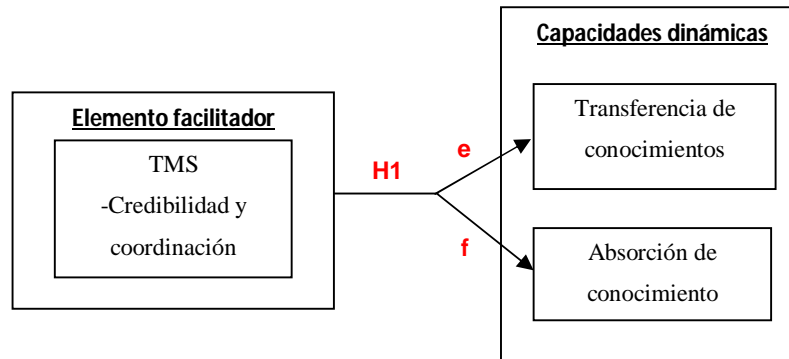 Elemento facilitador
TMS
-Credibilidad y
coordinación
H1
e
f
Capacidades dinámicas
Transferencia de
conocimientos
Absorción de
conocimiento